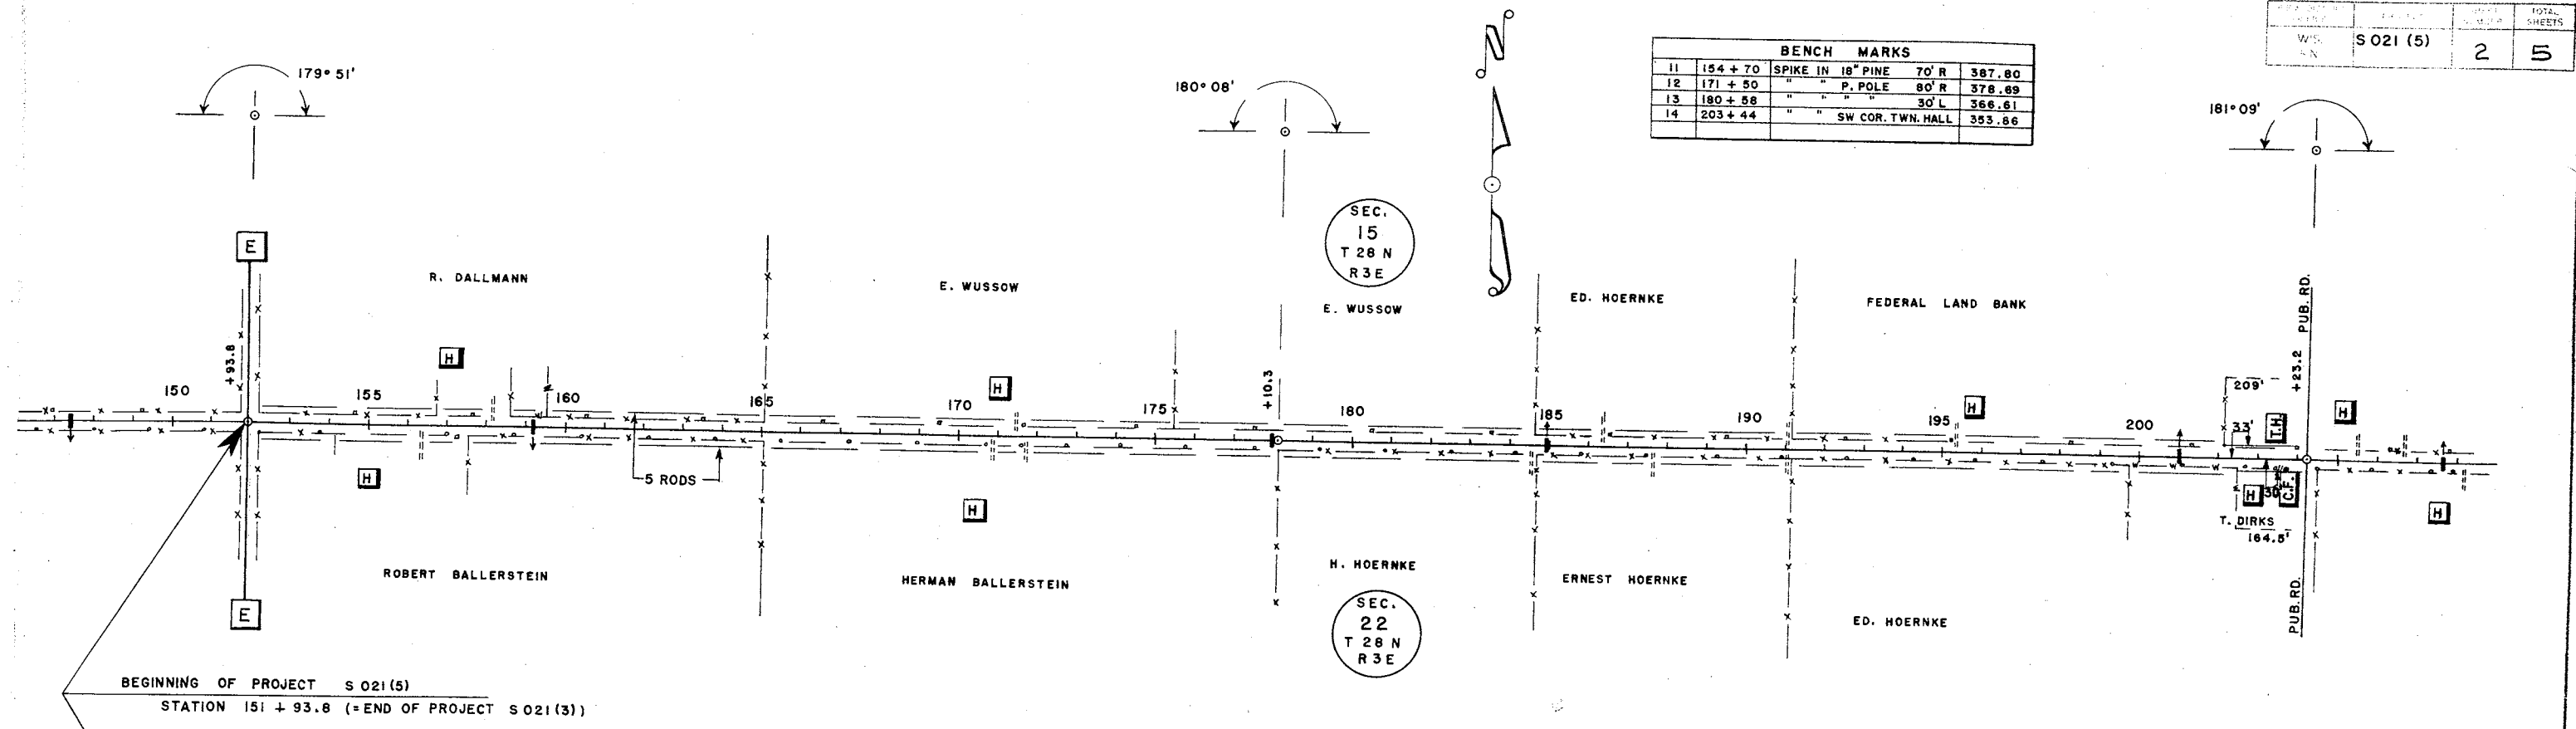 TOTAL
SHEETS
WIS. S 021 (5) 2 5
BENCH MARKS
11 154 + 70 SPIKE IN 18" PINE 70' R 387.80
12 171 + 50 " " P. POLE 80' R 378.69
13 180 + 58 " " " " 30' L 366.61
14 203 + 44 " " SW COR. TWN. HALL 353.86
179° 51'
180° 08'
181° 09'
N
SEC.
15
T 28 N
R 3 E
E
R. DALLMANN
E. WUSSOW
E. WUSSOW
ED. HOERNKE
FEDERAL LAND BANK
PUB. RD.
+93.8
+10.3
+23.2
H
H
H
H
209'
33'
T.H.
150
155
160
165
170
175
180
185
190
195
200
5 RODS
H
H
H
30'
C.F.
H
T. DIRKS
164.5'
ROBERT BALLERSTEIN
HERMAN BALLERSTEIN
H. HOERNKE
ERNEST HOERNKE
ED. HOERNKE
PUB. RD.
E
SEC.
22
T 28 N
R 3 E
BEGINNING OF PROJECT S 021 (5)
STATION 151 + 93.8 (= END OF PROJECT S 021 (3))